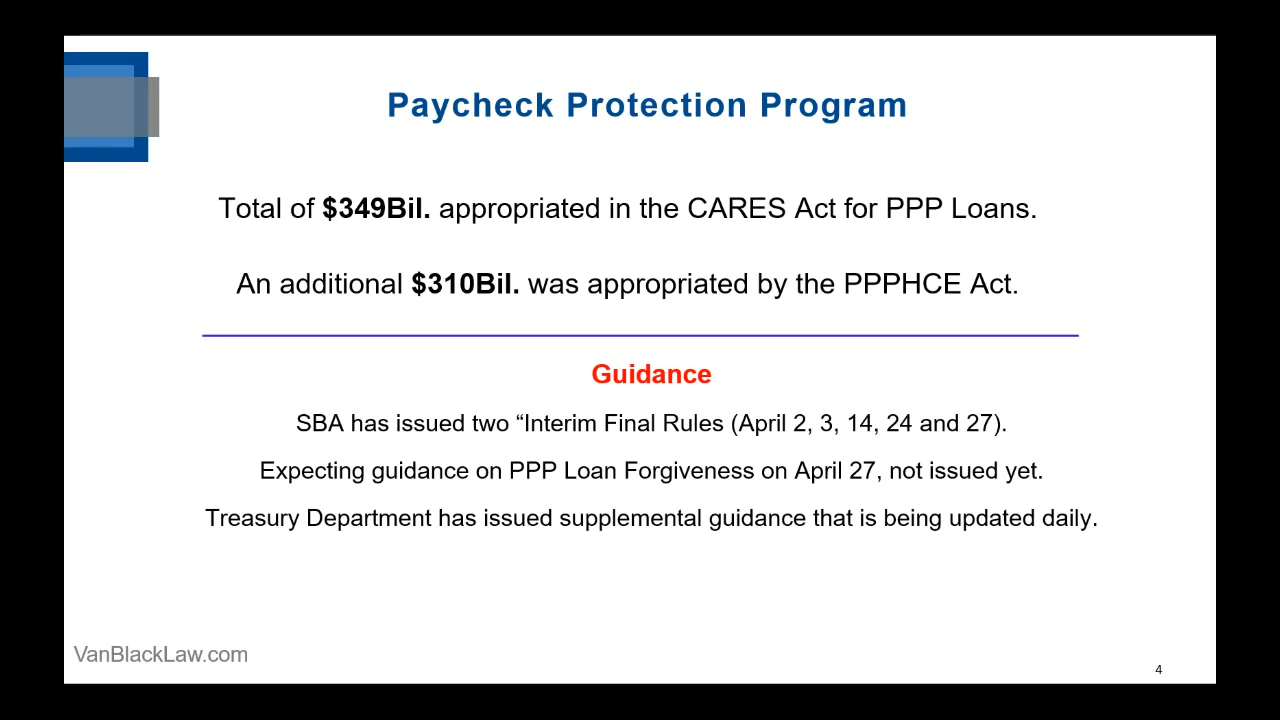 Paycheck Protection Program
Total of $349Bil. appropriated in the CARES Act for PPP Loans.
An additional $310Bil. was appropriated by the PPPHCE Act.
Guidance
SBA has issued two “Interim Final Rules (April 2, 3, 14, 24 and 27).
Expecting guidance on PPP Loan Forgiveness on April 27, not issued yet.
Treasury Department has issued supplemental guidance that is being updated daily.
VanBlackLaw.com
4